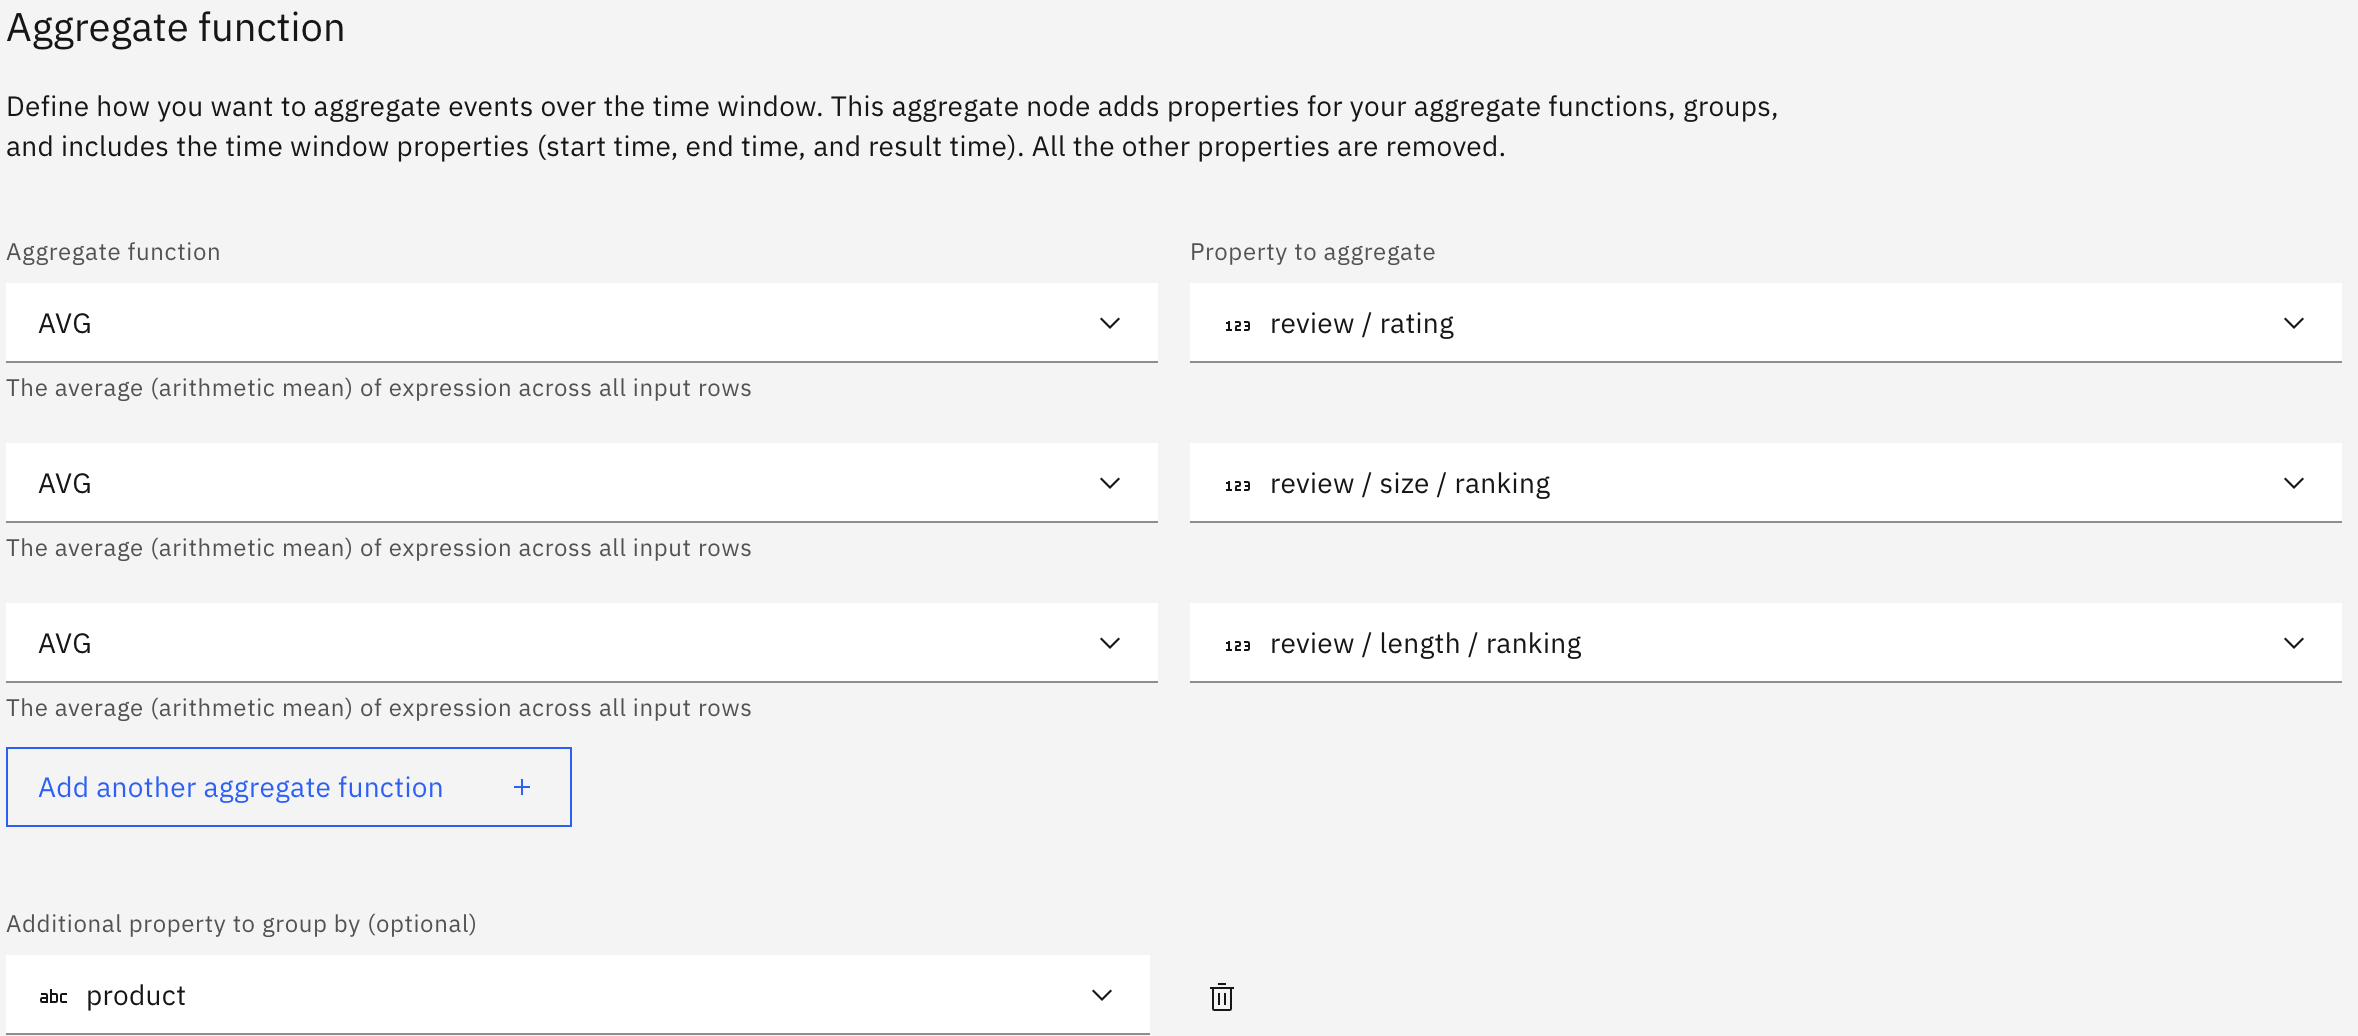 Aggregate function
Define how you want to aggregate events over the time window. This aggregate node adds properties for your aggregate functions, groups,
and includes the time window properties (start time, end time, and result time). All the other properties are removed.
Aggregate function
Property to aggregate
AVG
123 review / rating
The average (arithmetic mean) of expression across all input rows
AVG
123 review / size / ranking
The average (arithmetic mean) of expression across all input rows
AVG
123 review / length / ranking
The average (arithmetic mean) of expression across all input rows
Add another aggregate function +
Additional property to group by (optional)
abc product